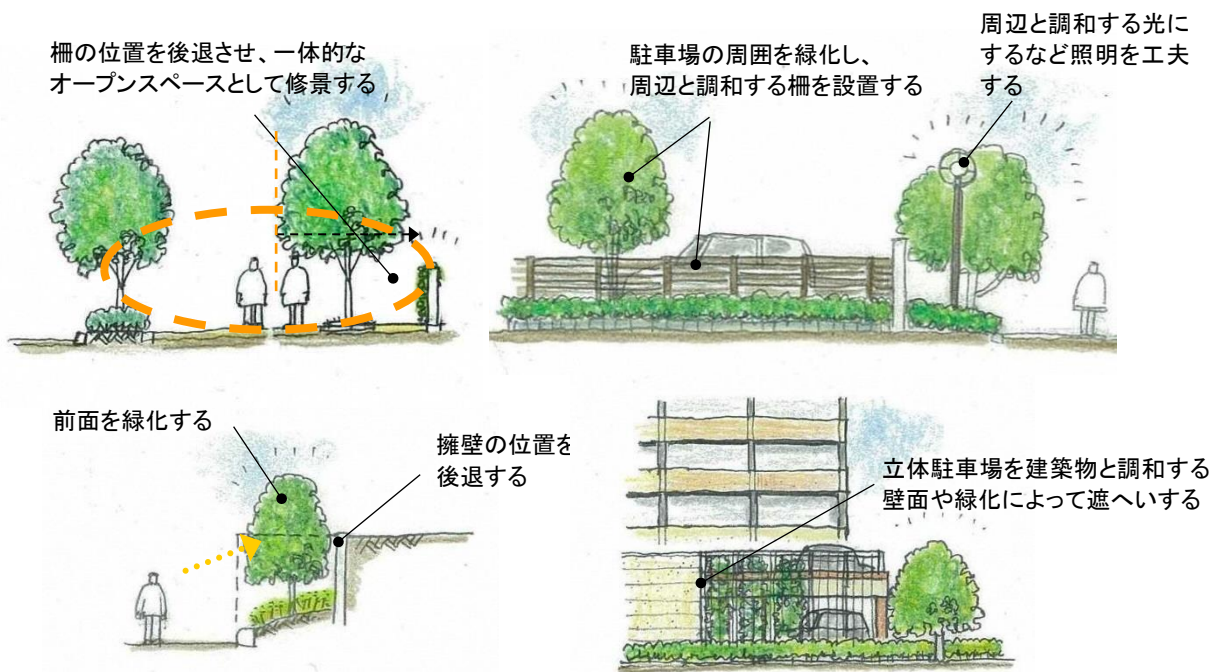 柵の位置を後退させ、一体的な
オープンスペースとして修景する
駐車場の周囲を緑化し、
周辺と調和する柵を設置する
周辺と調和する光に
するなど照明を工夫
する
前面を緑化する
擁壁の位置を
後退する
立体駐車場を建築物と調和する
壁面や緑化によって遮へいする